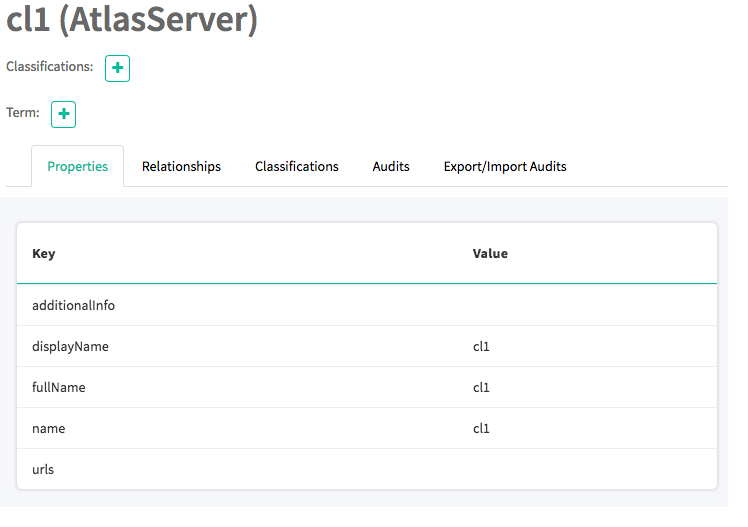 cl1 (AtlasServer)
Classifications: +
Term: +
Properties Relationships Classifications Audits Export/Import Audits
Key Value
additionalInfo
displayName cl1
fullName cl1
name cl1
urls